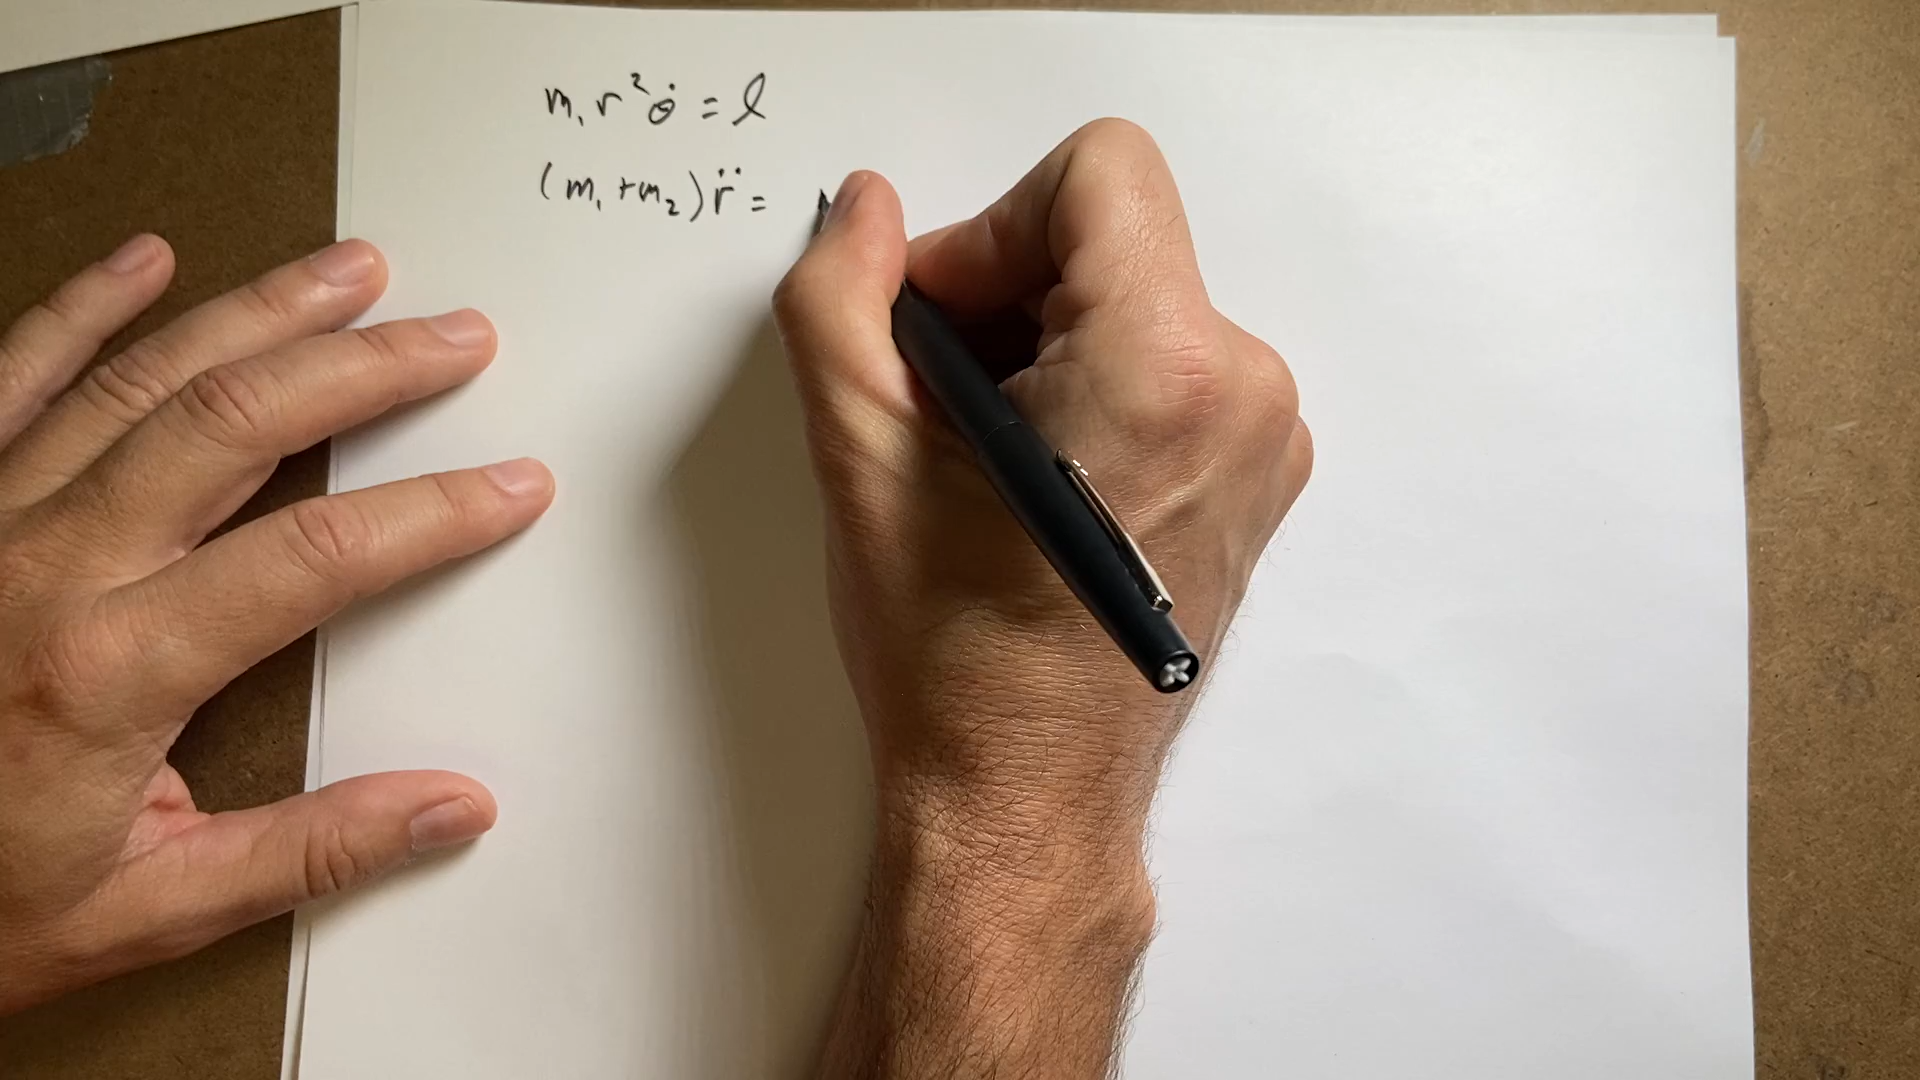 m₁r²θ̇ = ℓ
(m₁+m₂)r̈ =